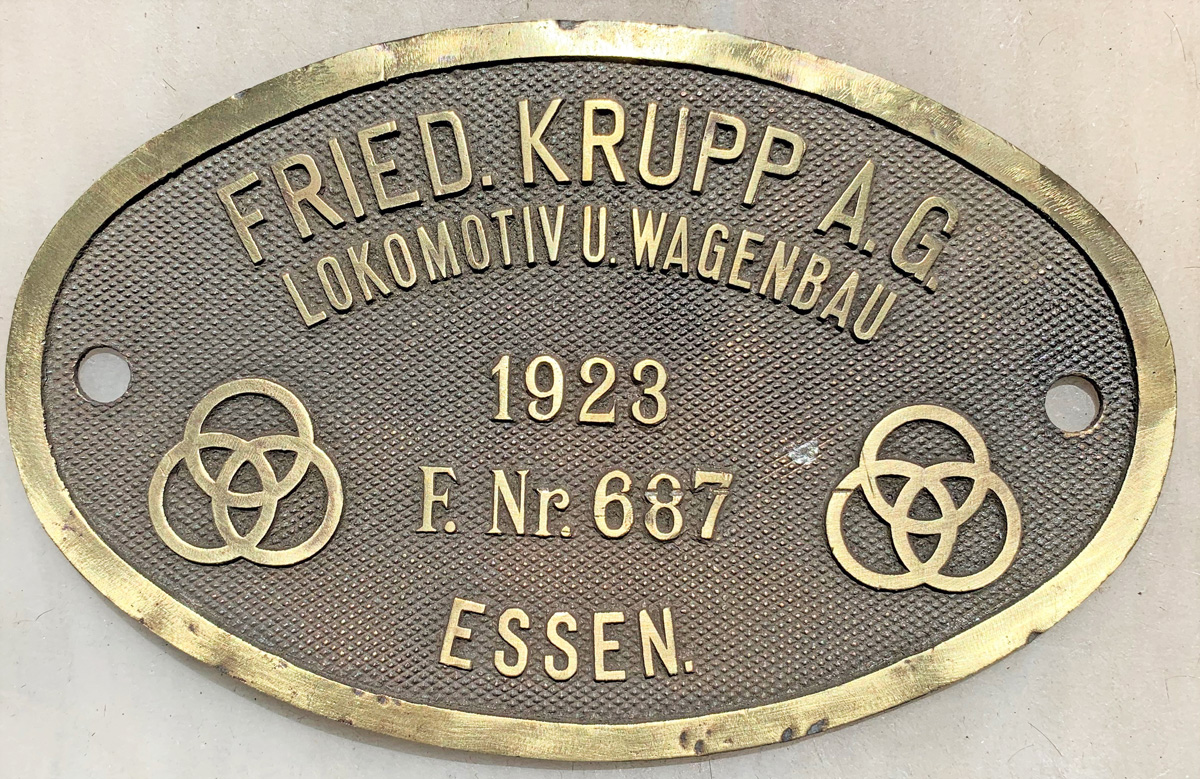 FRIED. KRUPP A.G.
LOKOMOTIV U. WAGENBAU
1923
F. Nr. 687
ESSEN.